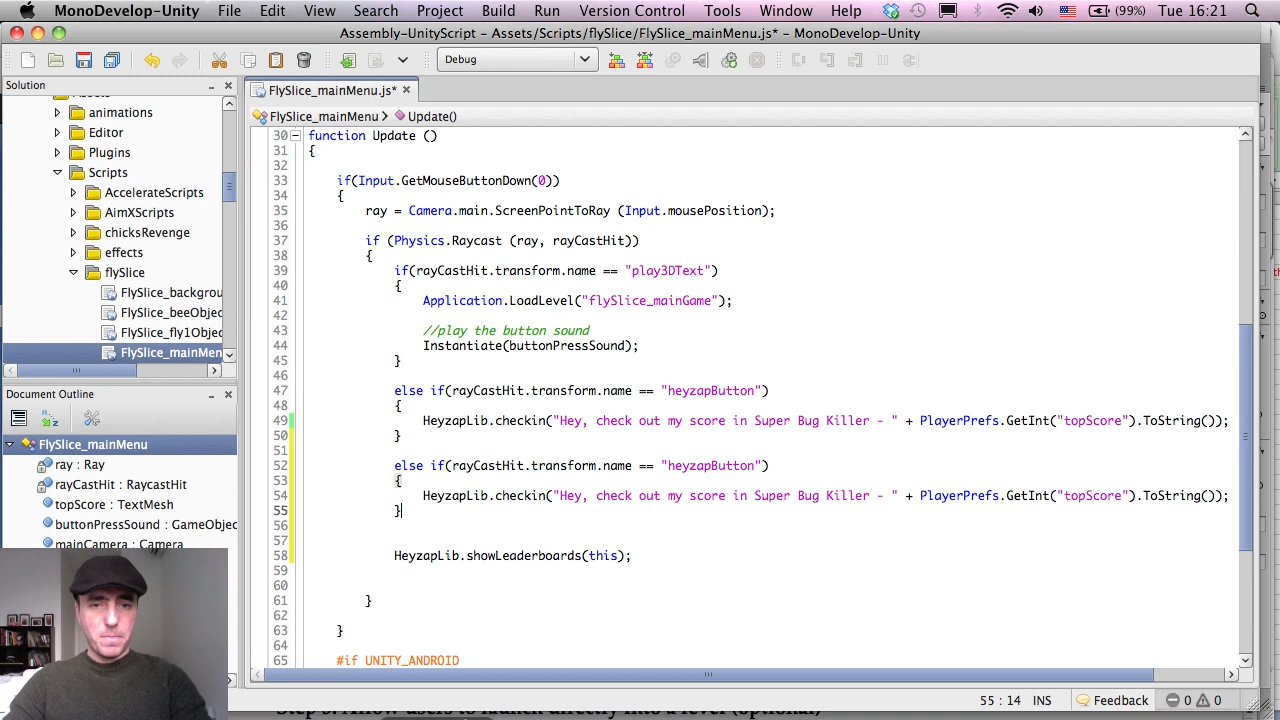 MonoDevelop-Unity File Edit View Search Project Build Run Version Control Tools Window Help (99%) Tue 16:21
Assembly-UnityScript - Assets/Scripts/flySlice/FlySlice_mainMenu.js* - MonoDevelop-Unity
Debug
Solution
FlySlice_mainMenu.js*
FlySlice_mainMenu Update()
animations
Editor
Plugins
Scripts
AccelerateScripts
AimXScripts
chicksRevenge
effects
flySlice
FlySlice_backgrou
FlySlice_beeObjec
FlySlice_fly1Objec
FlySlice_mainMen
Document Outline
FlySlice_mainMenu
ray : Ray
rayCastHit : RaycastHit
topScore : TextMesh
buttonPressSound : GameObjec
mainCamera : Camera
30 function Update ()
31 {
32
33 if(Input.GetMouseButtonDown(0))
34 {
35 ray = Camera.main.ScreenPointToRay (Input.mousePosition);
36
37 if (Physics.Raycast (ray, rayCastHit))
38 {
39 if(rayCastHit.transform.name == "play3DText")
40 {
41 Application.LoadLevel("flySlice_mainGame");
42
43 //play the button sound
44 Instantiate(buttonPressSound);
45 }
46
47 else if(rayCastHit.transform.name == "heyzapButton")
48 {
49 HeyzapLib.checkin("Hey, check out my score in Super Bug Killer - " + PlayerPrefs.GetInt("topScore").ToString());
50 }
51
52 else if(rayCastHit.transform.name == "heyzapButton")
53 {
54 HeyzapLib.checkin("Hey, check out my score in Super Bug Killer - " + PlayerPrefs.GetInt("topScore").ToString());
55 }
56
57
58 HeyzapLib.showLeaderboards(this);
59
60
61 }
62
63 }
64
65 #if UNITY_ANDROID
55 : 14 INS Feedback 0 0